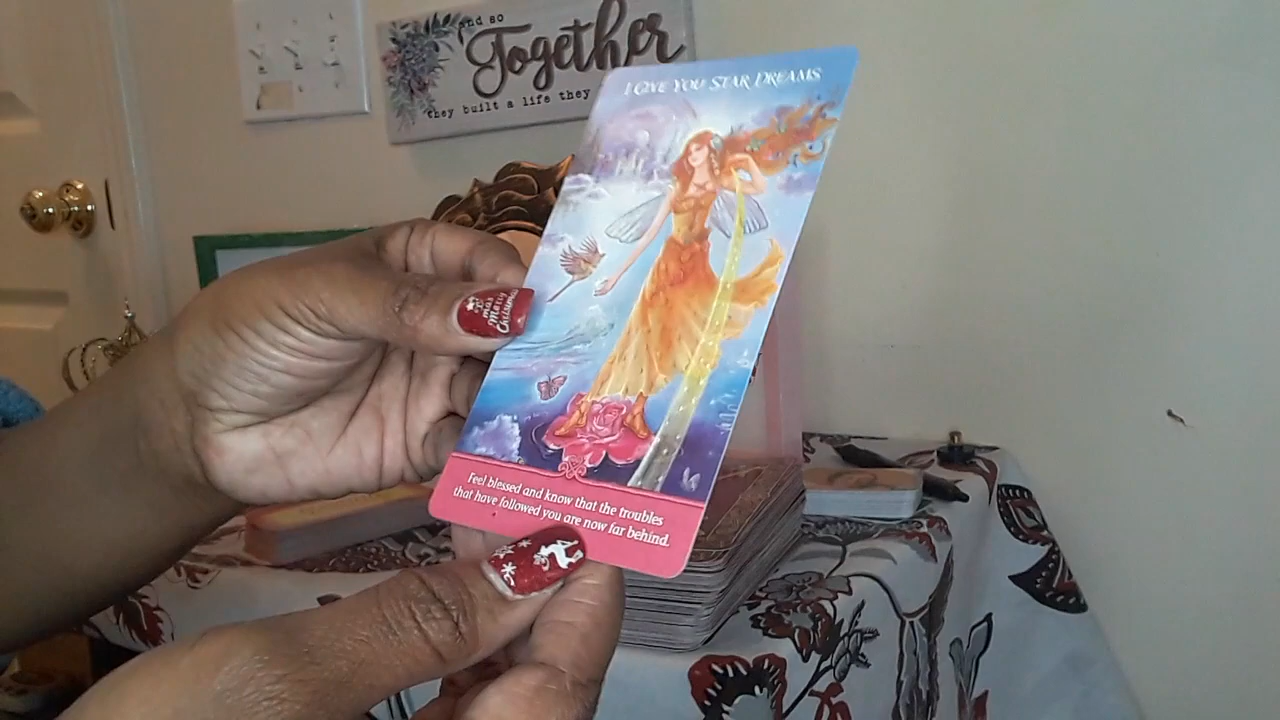 and so
Together
they built a life they
I GIVE YOU STAR DREAMS
Merry
Christmas
Feel blessed and know that the troubles
that have followed you are now far behind.